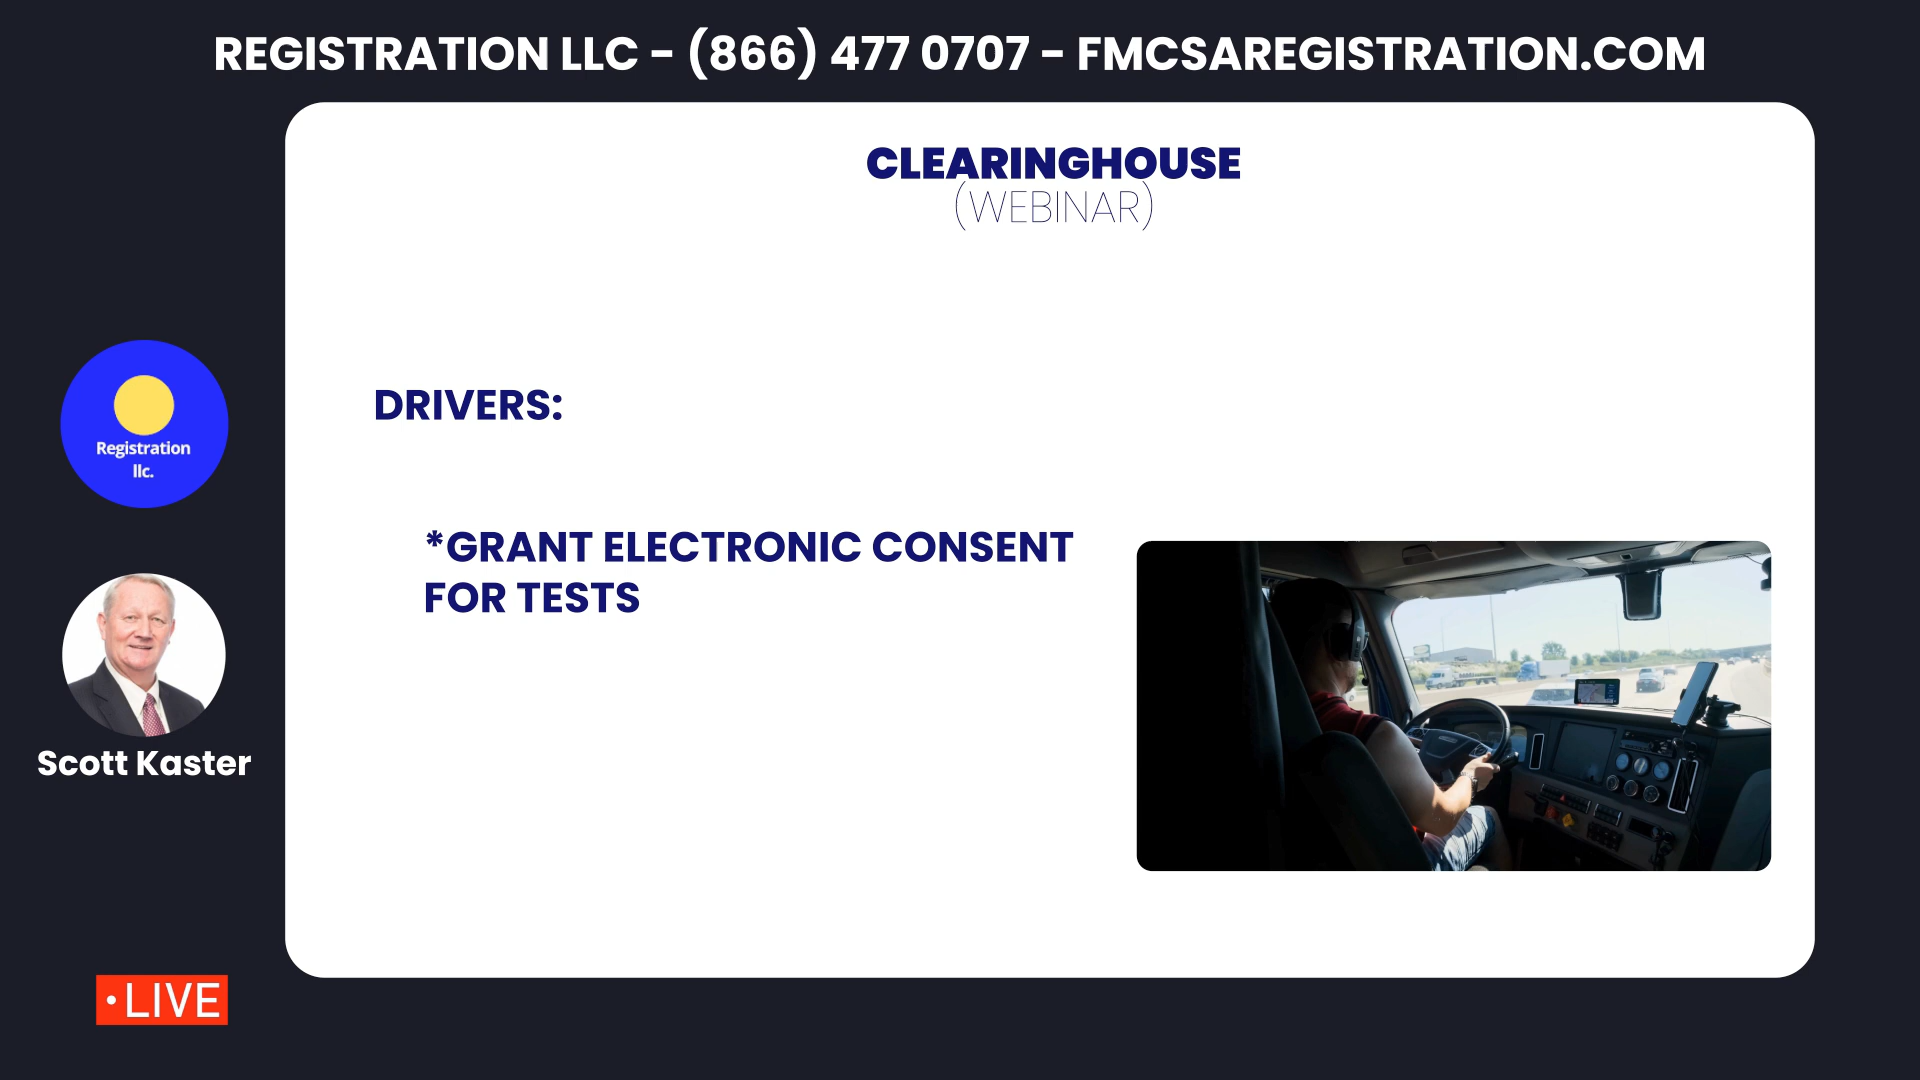 REGISTRATION LLC - (866) 477 0707 - FMCSAREGISTRATION.COM
CLEARINGHOUSE
(WEBINAR)
DRIVERS:
*GRANT ELECTRONIC CONSENT
FOR TESTS
Registration
llc.
Scott Kaster
• LIVE